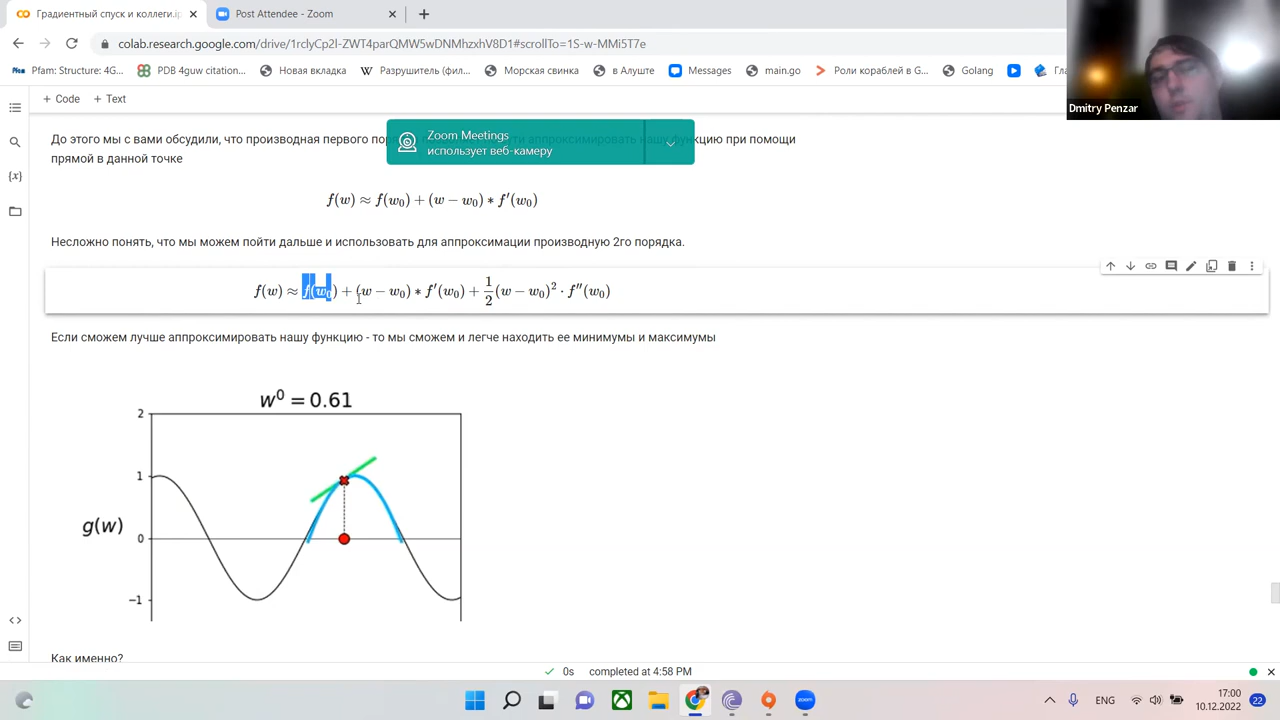 Градиентный спуск и коллеги.i
Post Attendee - Zoom
colab.research.google.com/drive/1rclyCp2l-ZWT4parQMW5wDNMhzxhV8D1#scrollTo=1S-w-MMi5T7e
Pfam: Structure: 4G...
PDB 4guw citation...
Новая вкладка
Разрушитель (фил...
Морская свинка
в Алуште
Messages
main.go
Роли кораблей в G...
Golang
Dmitry Penzar
+ Code + Text
До этого мы с вами обсудили, что производная первого аппроксимировать нашу функцию при помощи
прямой в данной точке
Zoom Meetings
использует веб-камеру
f(w) ≈ f(w₀) + (w − w₀) ∗ f′(w₀)
Несложно понять, что мы можем пойти дальше и использовать для аппроксимации производную 2го порядка.
f(w) ≈ f(w₀) + (w − w₀) ∗ f′(w₀) + 1/2 (w − w₀)² · f′′(w₀)
Если сможем лучше аппроксимировать нашу функцию - то мы сможем и легче находить ее минимумы и максимумы
w⁰ = 0.61
2
1
g(w)
0
−1
Как именно?
0s completed at 4:58 PM
ENG
17:00
10.12.2022
22